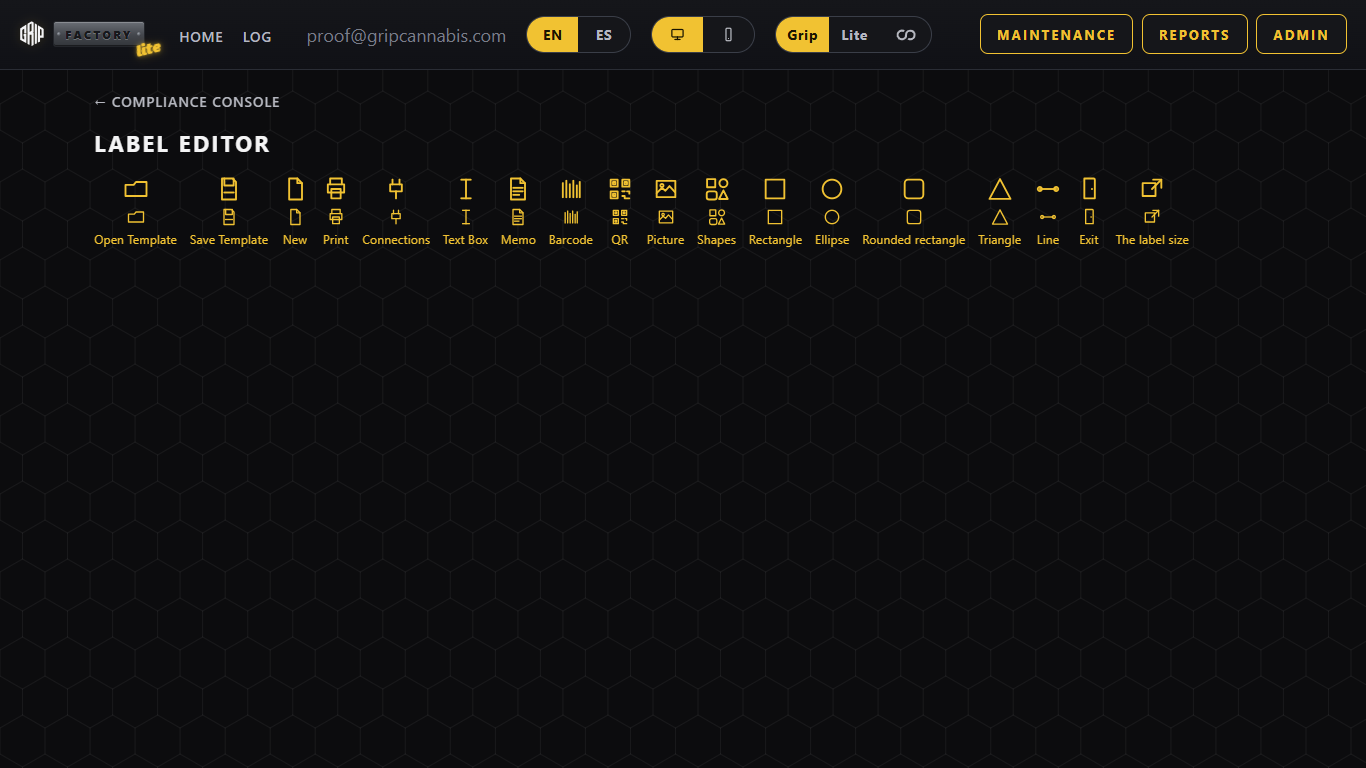 GRIP FACTORY lite HOME LOG proof@gripcannabis.com EN ES Grip Lite MAINTENANCE REPORTS ADMIN
← COMPLIANCE CONSOLE
LABEL EDITOR
Open Template Save Template New Print Connections Text Box Memo Barcode QR Picture Shapes Rectangle Ellipse Rounded rectangle Triangle Line Exit The label size